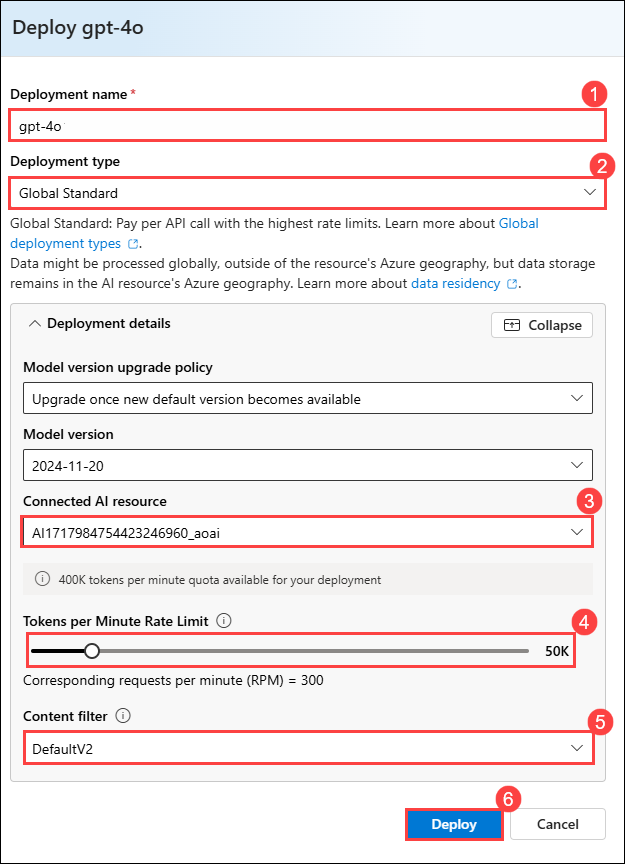 Deploy gpt-4o
Deployment name *
1
gpt-4o
Deployment type
2
Global Standard
Global Standard: Pay per API call with the highest rate limits. Learn more about Global
deployment types .
Data might be processed globally, outside of the resource's Azure geography, but data storage
remains in the AI resource's Azure geography. Learn more about data residency .
Deployment details
Collapse
Model version upgrade policy
Upgrade once new default version becomes available
Model version
2024-11-20
Connected AI resource
3
AI1717984754423246960_aoai
400K tokens per minute quota available for your deployment
Tokens per Minute Rate Limit
4
50K
Corresponding requests per minute (RPM) = 300
Content filter
5
DefaultV2
6
Deploy
Cancel